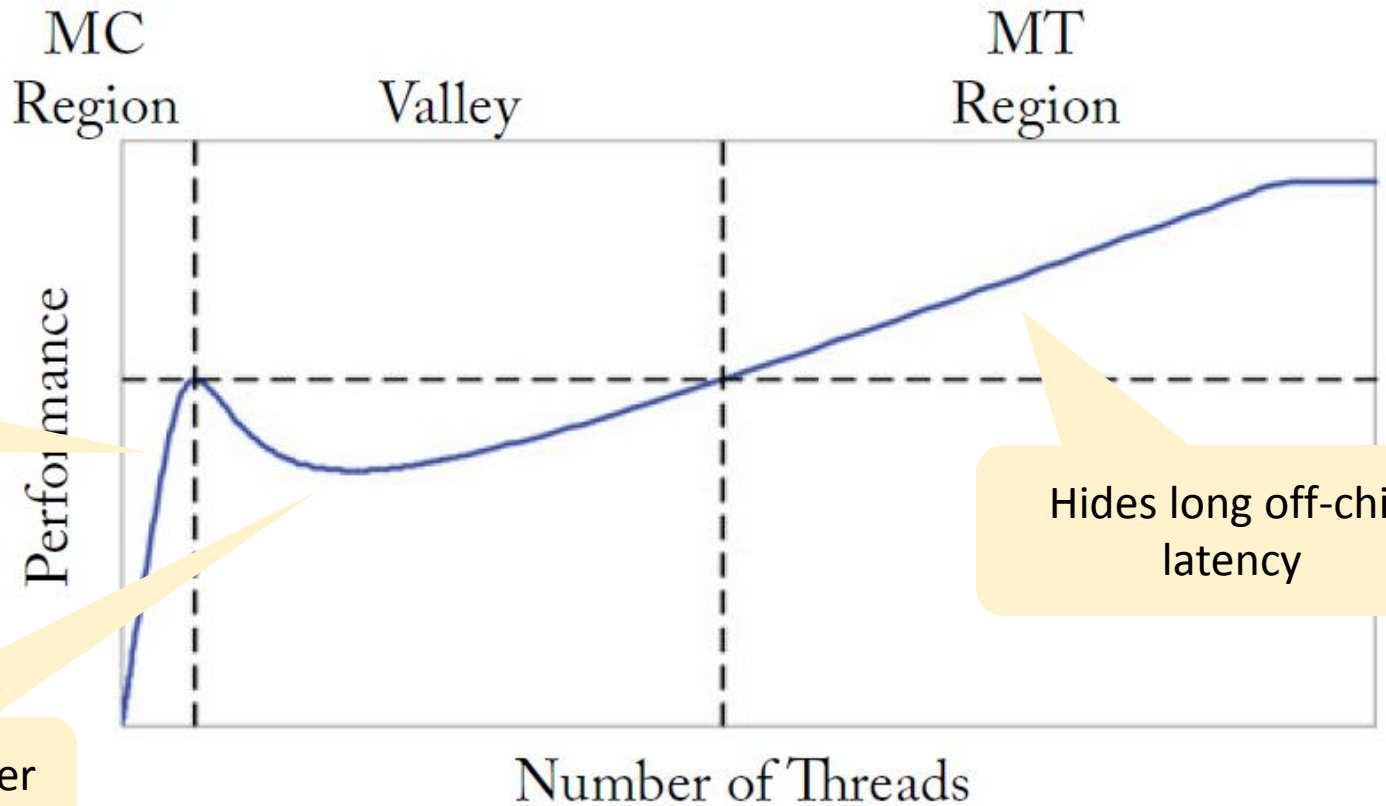 MC
Region
Valley
MT
Region
Performance
Hides long off-chi
latency
er
Number of Threads